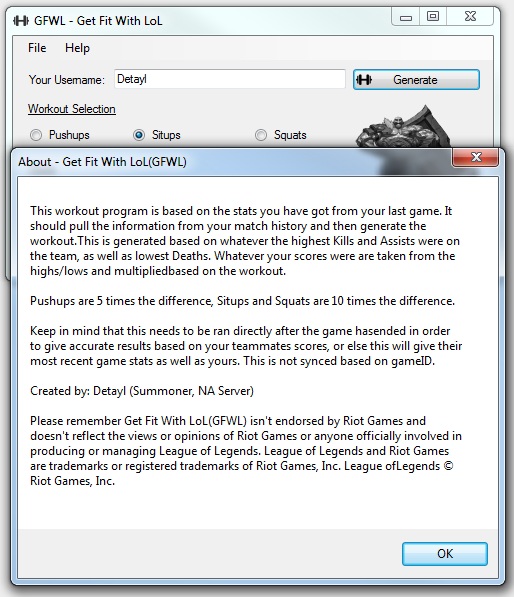 GFWL - Get Fit With LoL
File Help
Your Username: Detayl Generate
Workout Selection
Pushups Situps Squats
About - Get Fit With LoL(GFWL)
This workout program is based on the stats you have got from your last game. It
should pull the information from your match history and then generate the
workout.This is generated based on whatever the highest Kills and Assists were on
the team, as well as lowest Deaths. Whatever your scores were are taken from the
highs/lows and multipliedbased on the workout.
Pushups are 5 times the difference, Situps and Squats are 10 times the difference.
Keep in mind that this needs to be ran directly after the game hasended in order
to give accurate results based on your teammates scores, or else this will give their
most recent game stats as well as yours. This is not synced based on gameID.
Created by: Detayl (Summoner, NA Server)
Please remember Get Fit With LoL(GFWL) isn't endorsed by Riot Games and
doesn't reflect the views or opinions of Riot Games or anyone officially involved in
producing or managing League of Legends. League of Legends and Riot Games
are trademarks or registered trademarks of Riot Games, Inc. League ofLegends ©
Riot Games, Inc.
OK